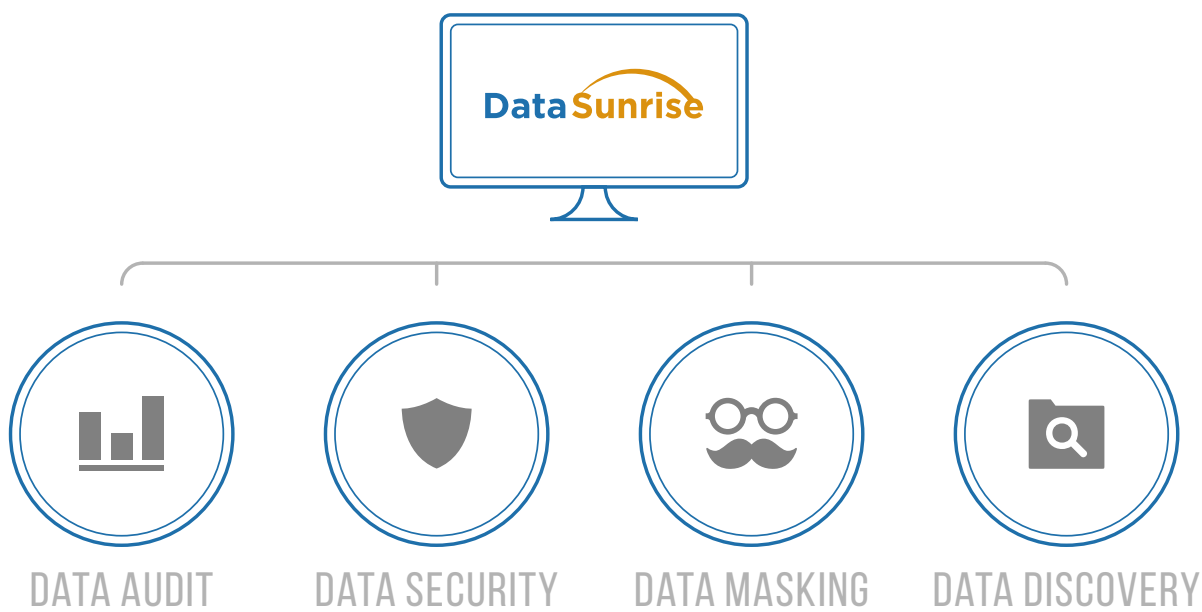 DataSunrise
DATA AUDIT
DATA SECURITY
DATA MASKING
DATA DISCOVERY